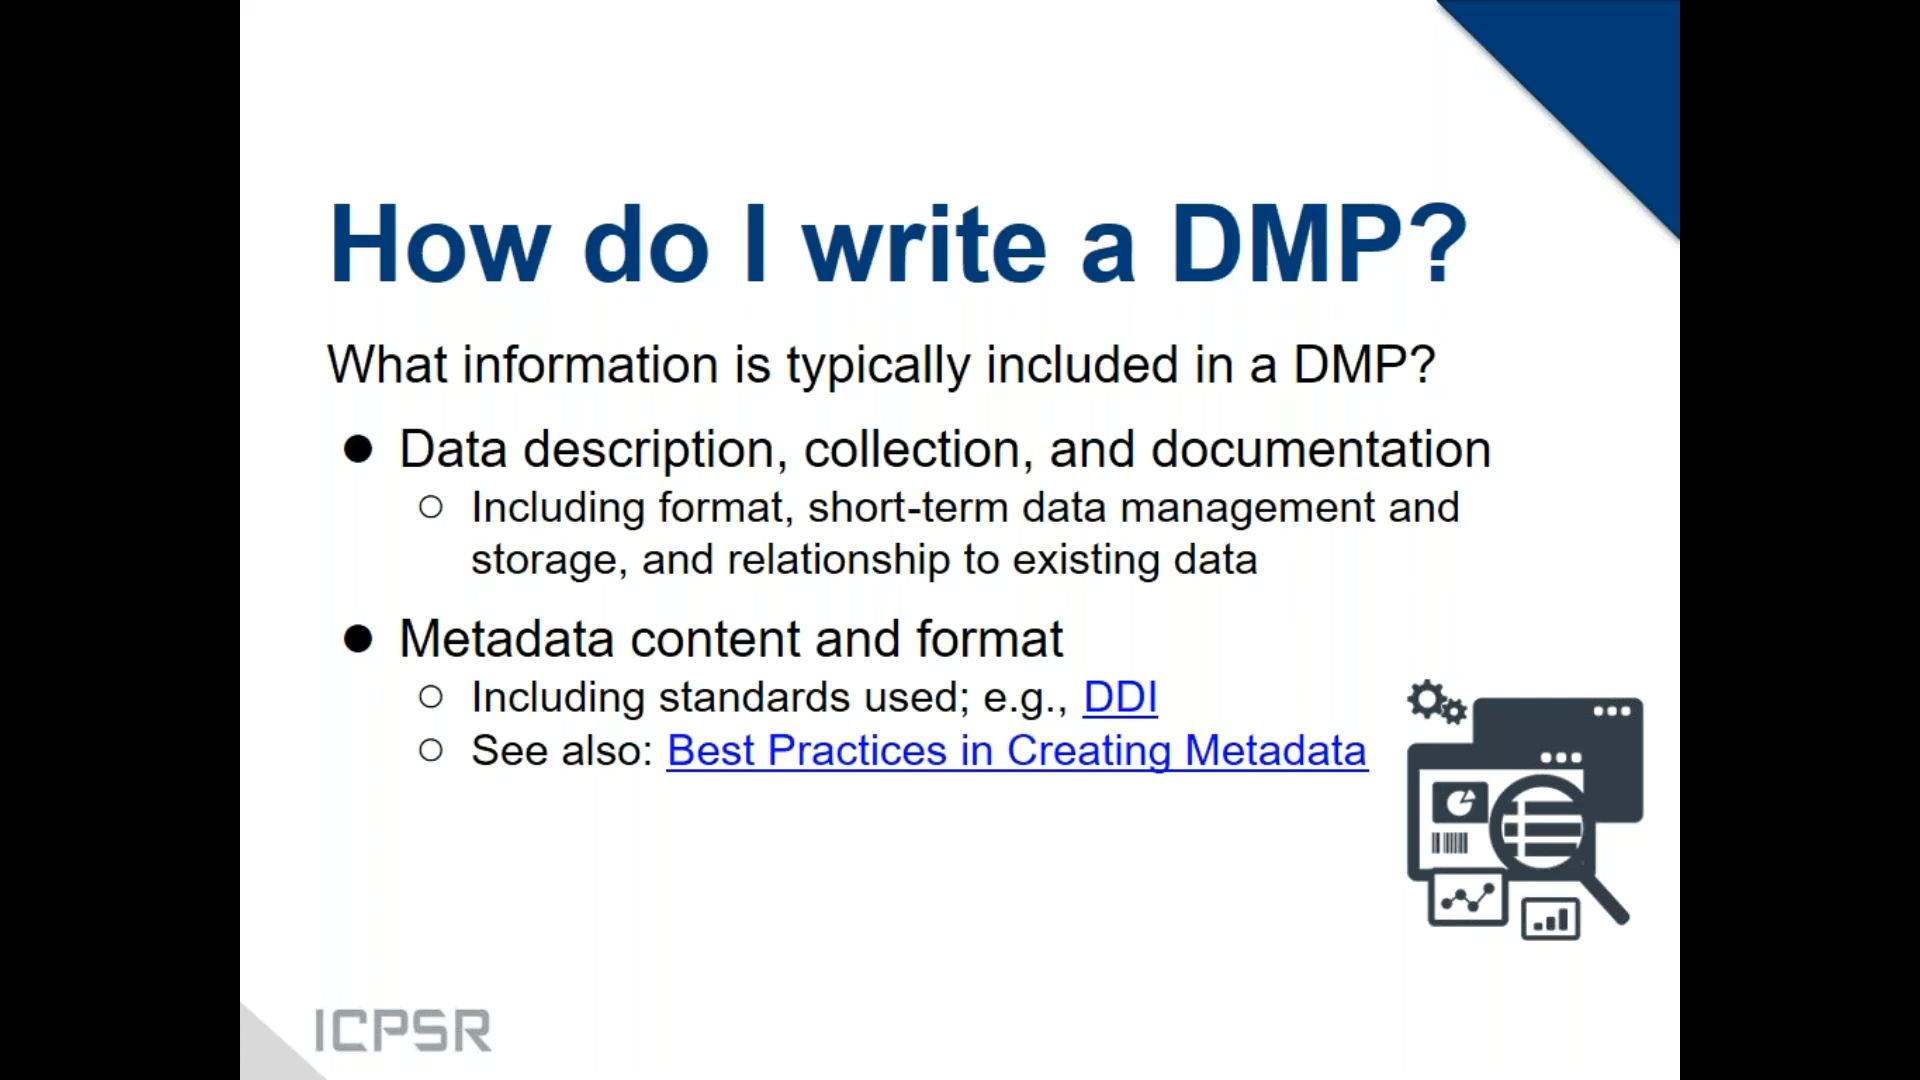 How do I write a DMP?
What information is typically included in a DMP?
● Data description, collection, and documentation
○ Including format, short-term data management and
storage, and relationship to existing data
● Metadata content and format
○ Including standards used; e.g., DDI
○ See also: Best Practices in Creating Metadata
ICPSR